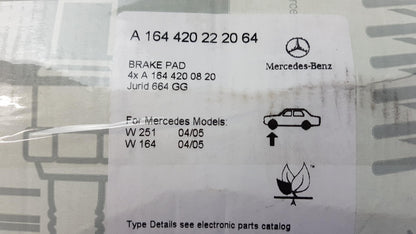 A 164 420 22 20 64
Mercedes-Benz
BRAKE PAD
4x A 164 420 08 20
Jurid 664 GG
For Mercedes Models:
W 251 04/05
W 164 04/05
TM
Type Details see electronic parts catalog